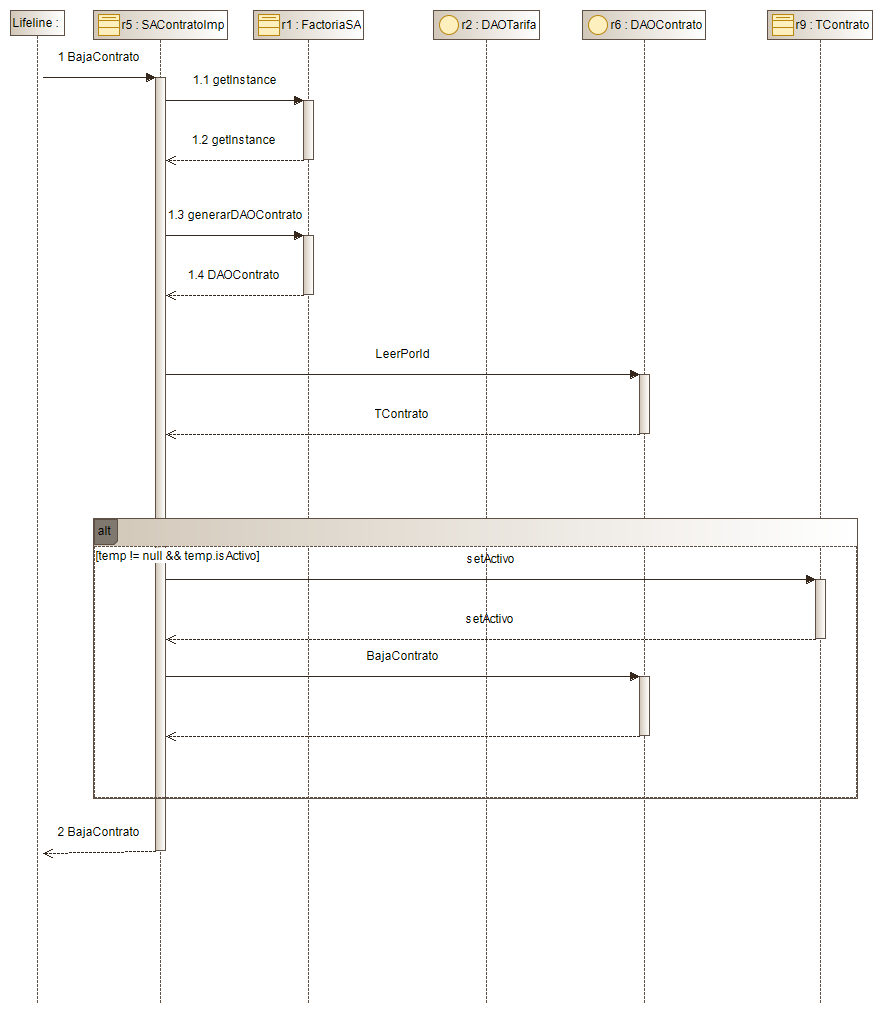 Lifeline :
r5 : SAContratoImp
r1 : FactoriaSA
r2 : DAOTarifa
r6 : DAOContrato
r9 : TContrato
1 BajaContrato
1.1 getInstance
1.2 getInstance
1.3 generarDAOContrato
1.4 DAOContrato
LeerPorId
TContrato
alt
[temp != null && temp.isActivo]
setActivo
setActivo
BajaContrato
2 BajaContrato